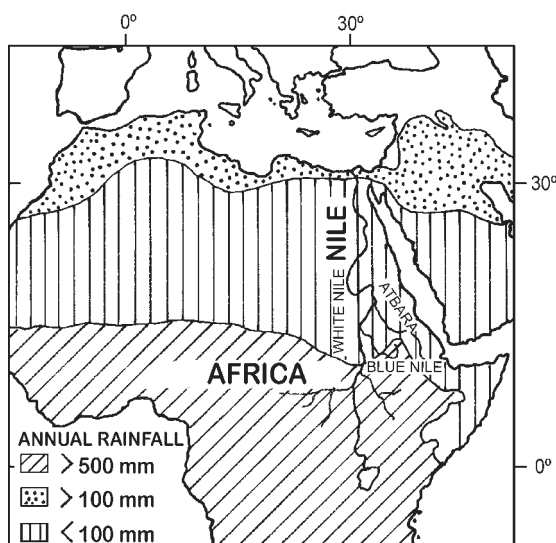 0º
30º
30º
NILE
WHITE NILE
ATBARA
BLUE NILE
AFRICA
ANNUAL RAINFALL
> 500 mm
> 100 mm
< 100 mm
0º